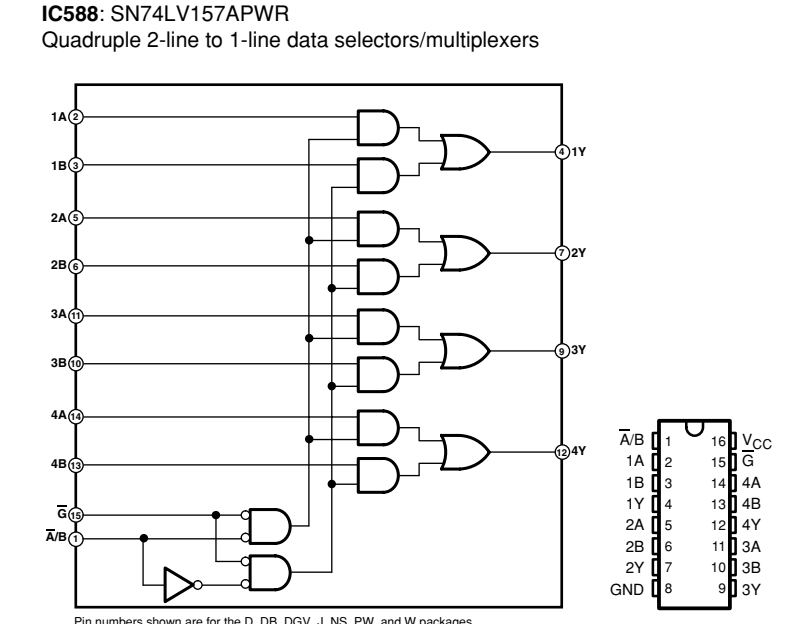 IC588: SN74LV157APWR
Quadruple 2-line to 1-line data selectors/multiplexers
1A 2
4 1Y
1B 3
2A 5
7 2Y
2B 6
3A 11
9 3Y
3B 10
4A 14
12 4Y
4B 13
G̅ 15
A̅/B 1
Pin numbers shown are for the D, DB, DGV, J, NS, PW, and W packages.
A̅/B 1 16 VCC
1A 2 15 G̅
1B 3 14 4A
1Y 4 13 4B
2A 5 12 4Y
2B 6 11 3A
2Y 7 10 3B
GND 8 9 3Y